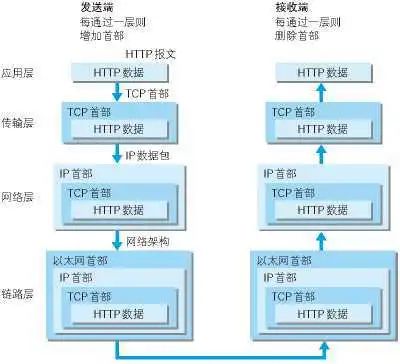 发送端
每通过一层则
增加首部
接收端
每通过一层则
删除首部
HTTP 报文
应用层
HTTP 数据
HTTP 数据
TCP 首部
传输层
TCP 首部
HTTP 数据
TCP 首部
HTTP 数据
IP 数据包
网络层
IP 首部
TCP 首部
HTTP 数据
IP 首部
TCP 首部
HTTP 数据
网络架构
链路层
以太网首部
IP 首部
TCP 首部
HTTP 数据
以太网首部
IP 首部
TCP 首部
HTTP 数据